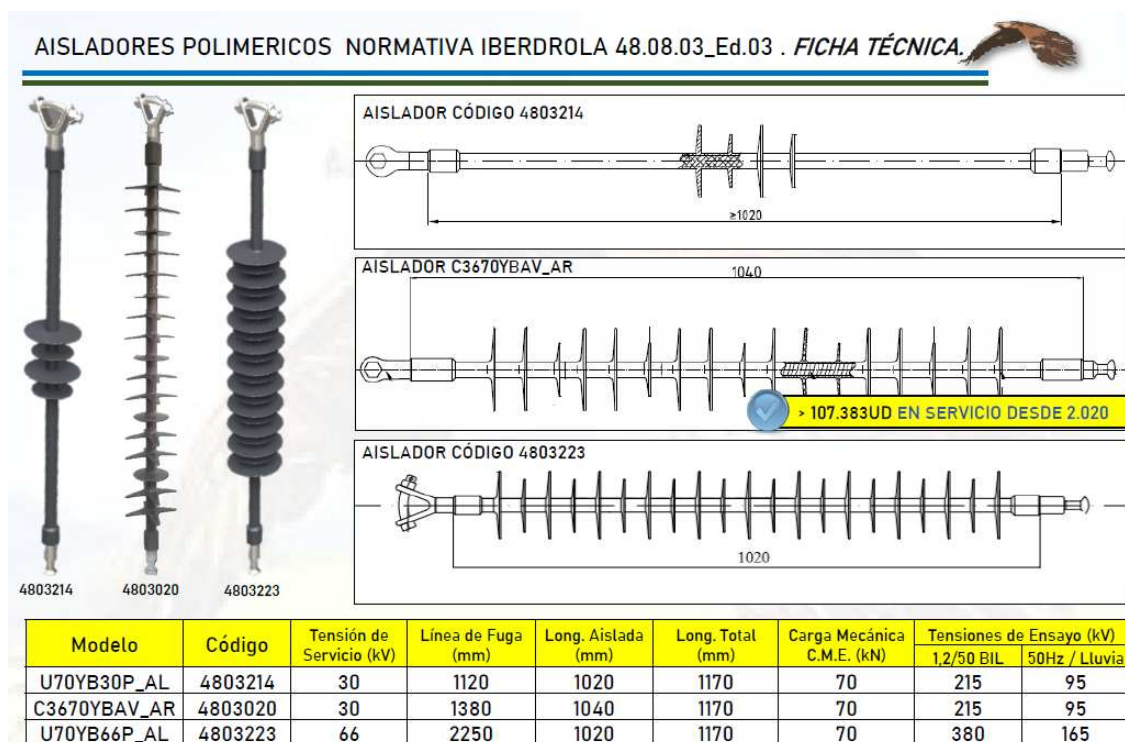 AISLADORES POLIMERICOS NORMATIVA IBERDROLA 48.08.03_Ed.03 . FICHA TÉCNICA.
AISLADOR CÓDIGO 4803214
≥1020
AISLADOR C3670YBAV_AR
1040
> 107.383UD EN SERVICIO DESDE 2.020
AISLADOR CÓDIGO 4803223
1020
4803214 4803020 4803223
Modelo Código Tensión de Servicio (kV) Línea de Fuga (mm) Long. Aislada (mm) Long. Total (mm) Carga Mecánica C.M.E. (kN) Tensiones de Ensayo (kV)
1,2/50 BIL 50Hz / Lluvia
U70YB30P_AL 4803214 30 1120 1020 1170 70 215 95
C3670YBAV_AR 4803020 30 1380 1040 1170 70 215 95
U70YB66P_AL 4803223 66 2250 1020 1170 70 380 165